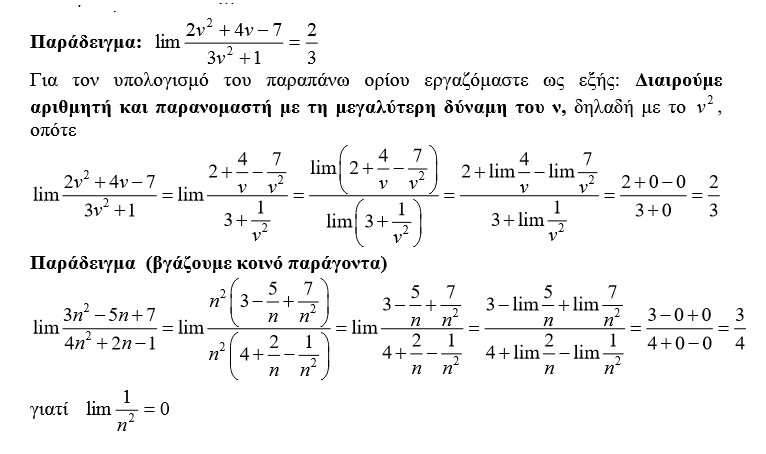 Παράδειγμα: lim (2ν² + 4ν − 7)/(3ν² + 1) = 2/3
Για τον υπολογισμό του παραπάνω ορίου εργαζόμαστε ως εξής: Διαιρούμε
αριθμητή και παρανομαστή με τη μεγαλύτερη δύναμη του ν, δηλαδή με το ν²,
οπότε
lim (2ν² + 4ν − 7)/(3ν² + 1) = lim (2 + 4/ν − 7/ν²)/(3 + 1/ν²) = lim(2 + 4/ν − 7/ν²)/lim(3 + 1/ν²) = (2 + lim 4/ν − lim 7/ν²)/(3 + lim 1/ν²) = (2 + 0 − 0)/(3 + 0) = 2/3
Παράδειγμα (βγάζουμε κοινό παράγοντα)
lim (3n² − 5n + 7)/(4n² + 2n − 1) = lim n²(3 − 5/n + 7/n²)/n²(4 + 2/n − 1/n²) = lim (3 − 5/n + 7/n²)/(4 + 2/n − 1/n²) = (3 − lim 5/n + lim 7/n²)/(4 + lim 2/n − lim 1/n²) = (3 − 0 + 0)/(4 + 0 − 0) = 3/4
γιατί lim 1/n² = 0